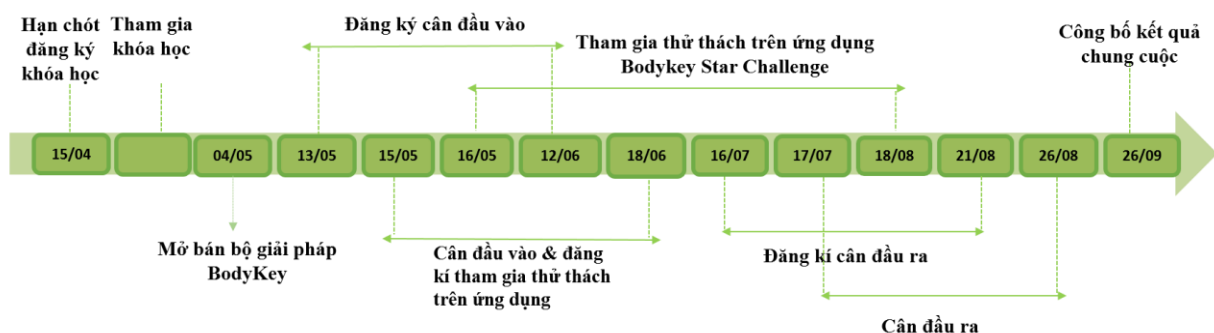 Hạn chót
đăng ký
khóa học
Tham gia
khóa học
Đăng ký cân đầu vào
Tham gia thử thách trên ứng dụng
Bodykey Star Challenge
Công bố kết quả
chung cuộc
15/04
04/05
13/05
15/05
16/05
12/06
18/06
16/07
17/07
18/08
21/08
26/08
26/09
Mở bán bộ giải pháp
BodyKey
Cân đầu vào & đăng
kí tham gia thử thách
trên ứng dụng
Đăng kí cân đầu ra
Cân đầu ra